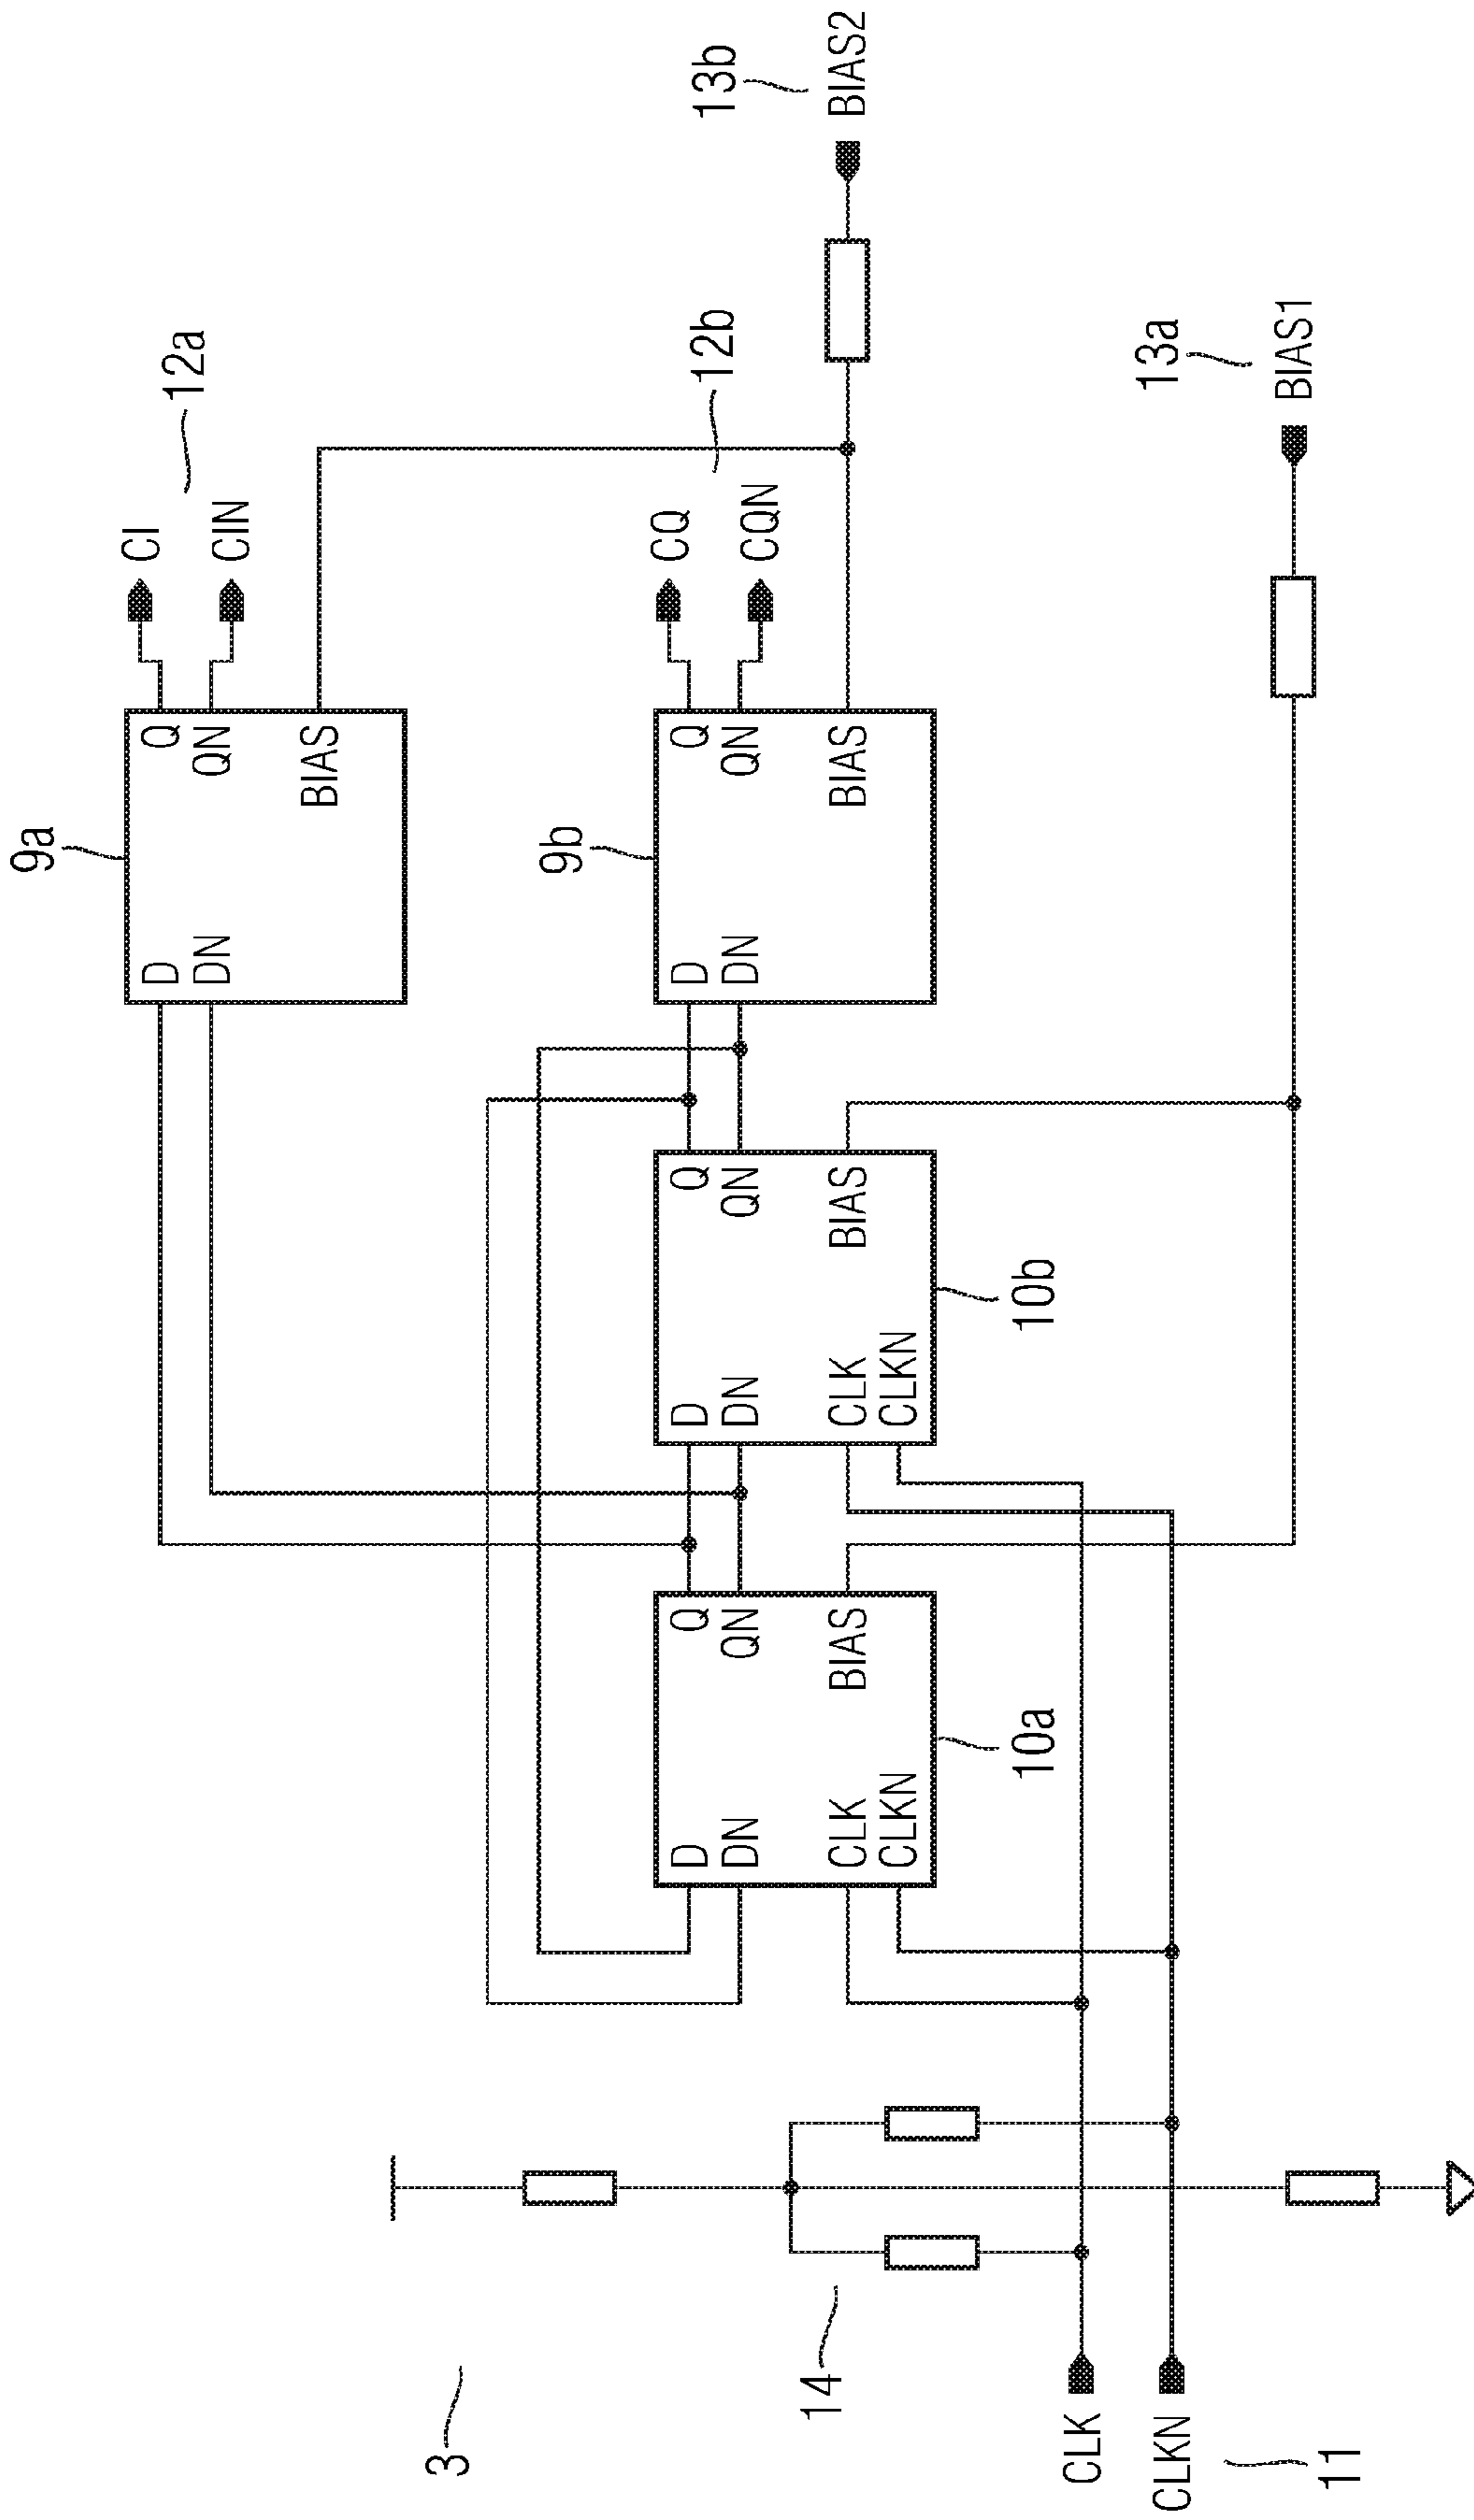 3
14
CLK
CLKN
11
9a
D
DN
Q
QN
BIAS
CI
CIN
12a
9b
D
DN
Q
QN
BIAS
CQ
CQN
12b
13b
BIAS2
D
DN
CLK
CLKN
Q
QN
BIAS
10a
D
DN
CLK
CLKN
Q
QN
BIAS
10b
13a
BIAS1